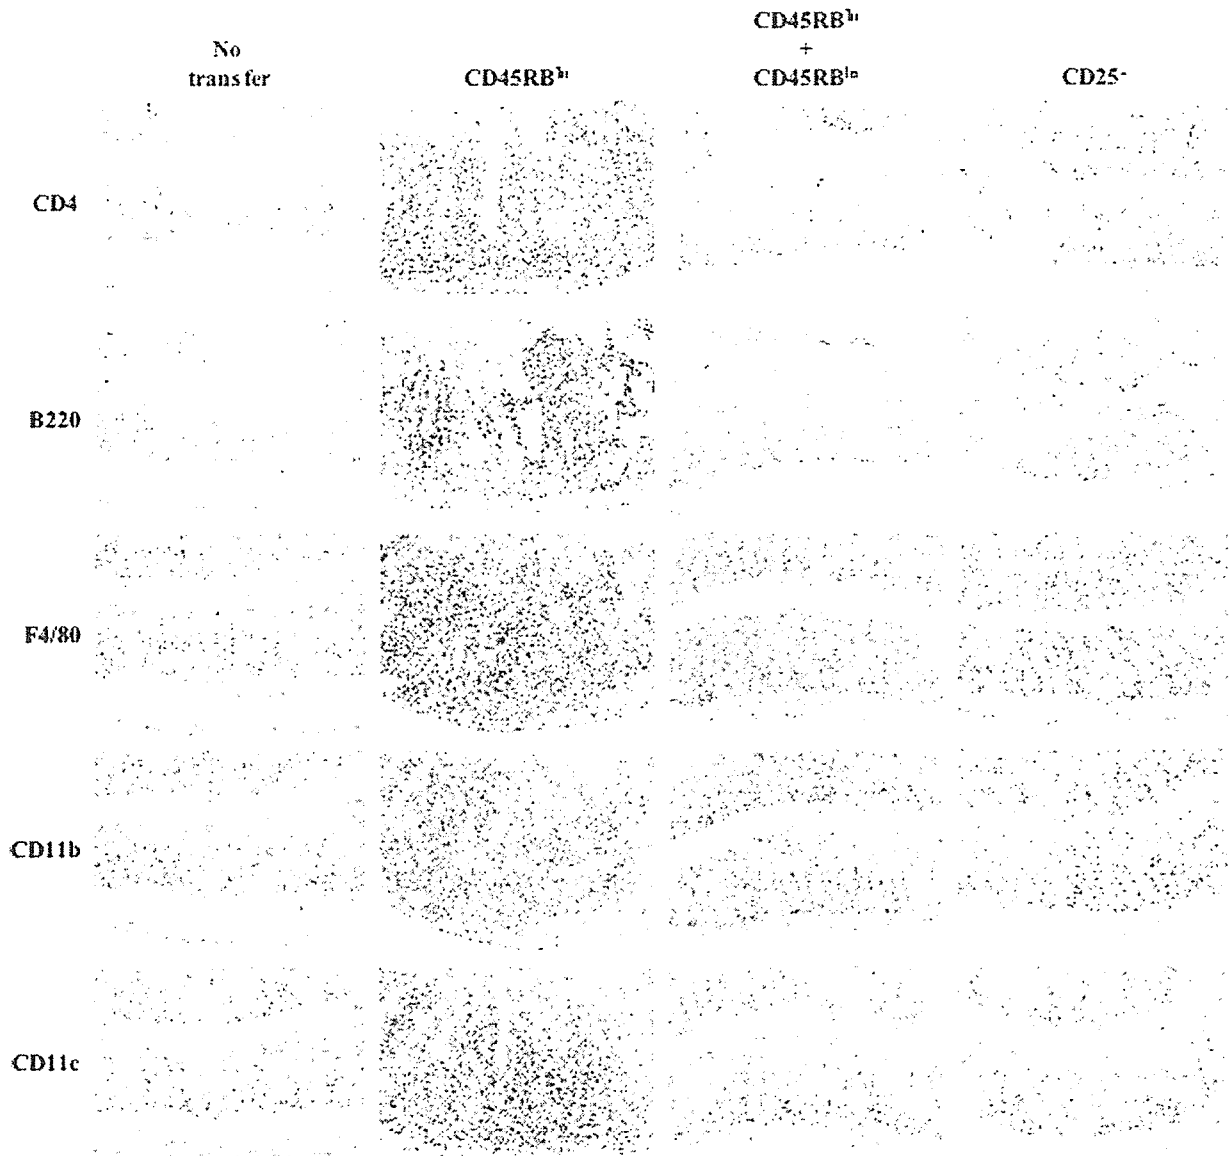 No
transfer
CD45RBhi
CD45RBhi
+
CD45RBlo
CD25-
CD4
B220
F4/80
CD11b
CD11c